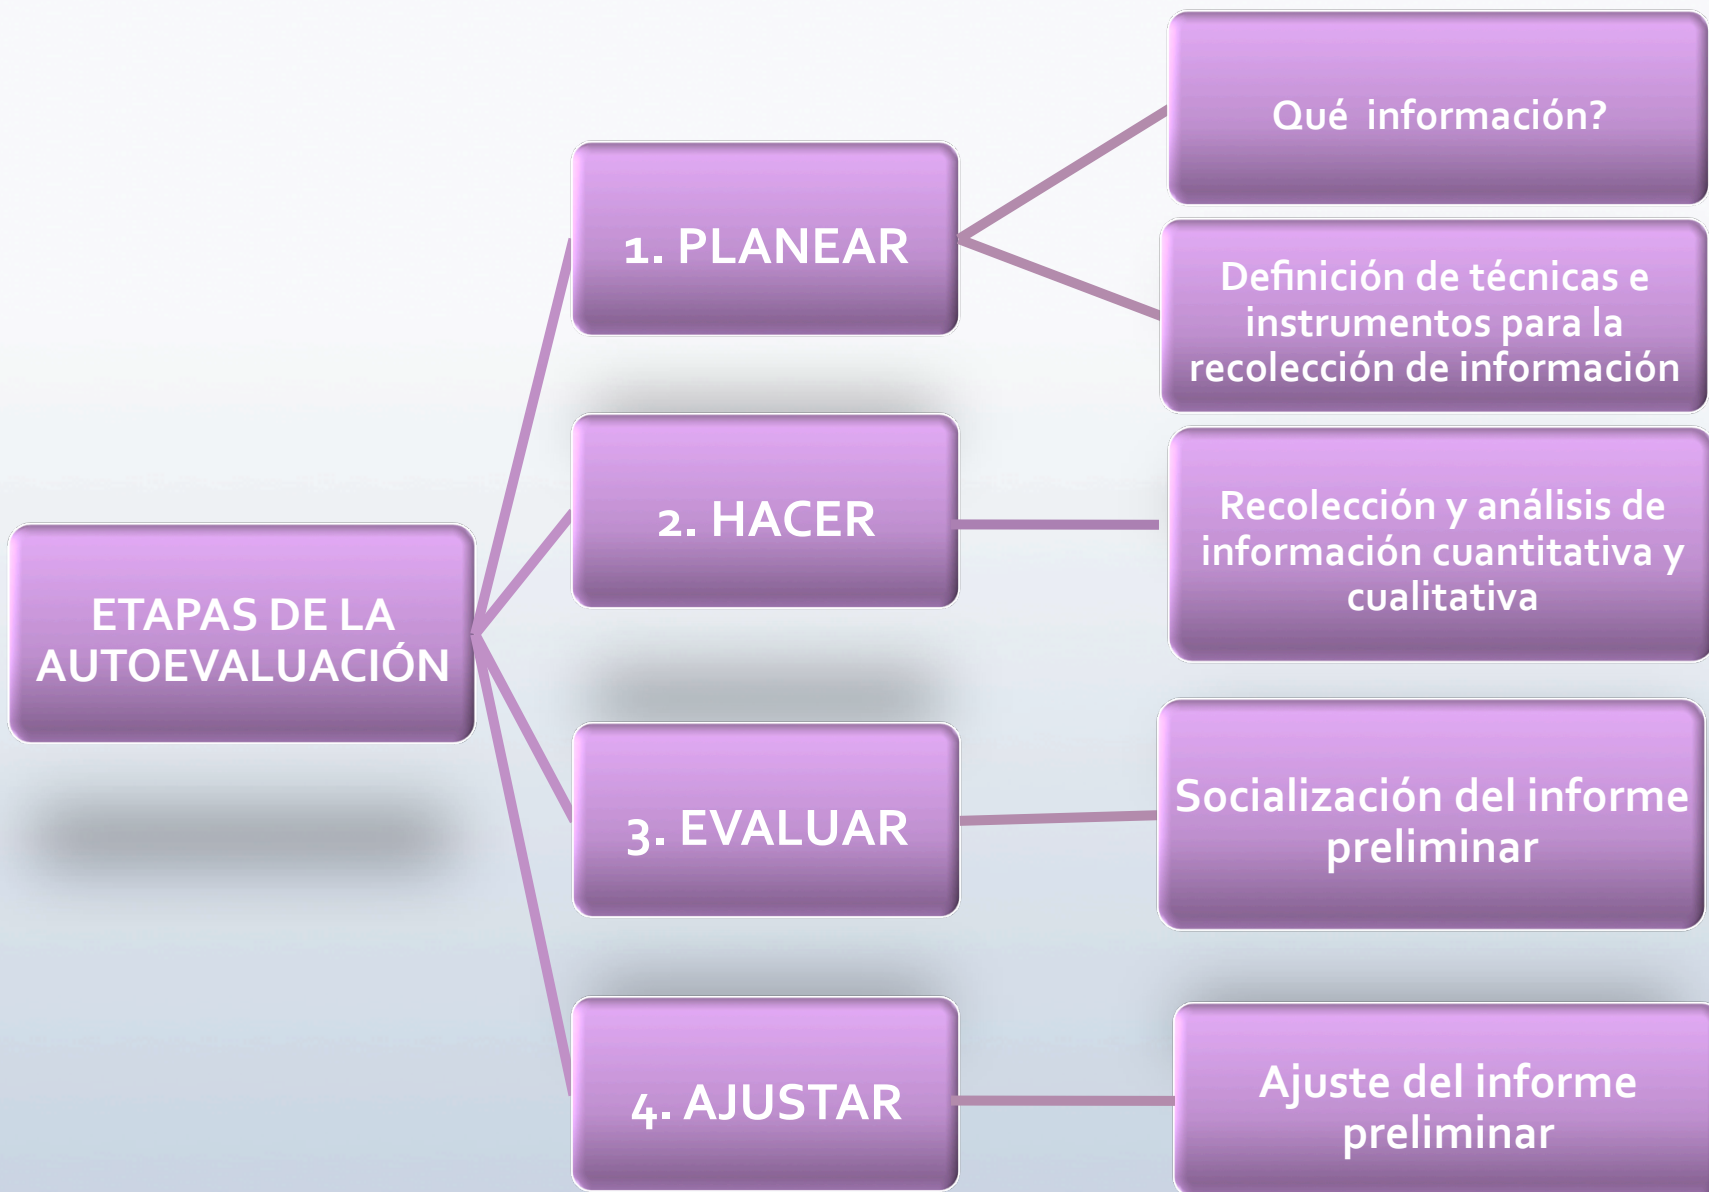 ETAPAS DE LA
AUTOEVALUACIÓN
1. PLANEAR
Qué información?
Definición de técnicas e
instrumentos para la
recolección de información
2. HACER
Recolección y análisis de
información cuantitativa y
cualitativa
3. EVALUAR
Socialización del informe
preliminar
4. AJUSTAR
Ajuste del informe
preliminar